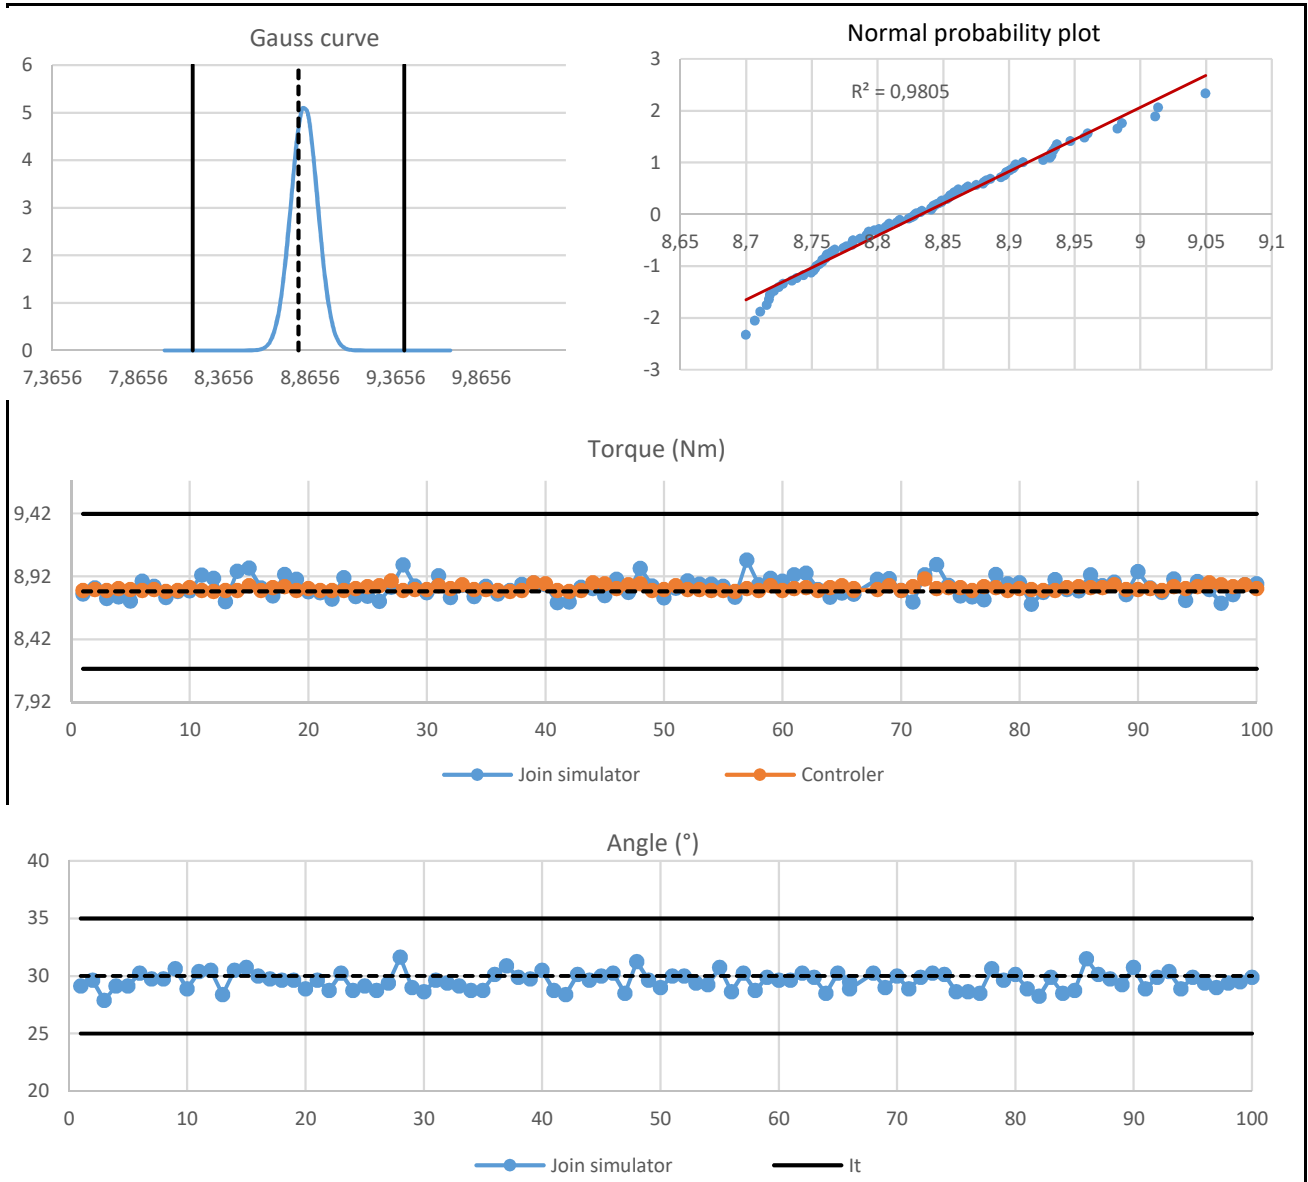 Gauss curve
6
5
4
3
2
1
0
7,3656 7,8656 8,3656 8,8656 9,3656 9,8656
Normal probability plot
R² = 0,9805
3
2
1
0
8,65 8,7 8,75 8,8 8,85 8,9 8,95 9 9,05 9,1
-1
-2
-3
Torque (Nm)
9,42
8,92
8,42
7,92
0 10 20 30 40 50 60 70 80 90 100
Join simulator Controler
Angle (°)
40
35
30
25
20
0 10 20 30 40 50 60 70 80 90 100
Join simulator It